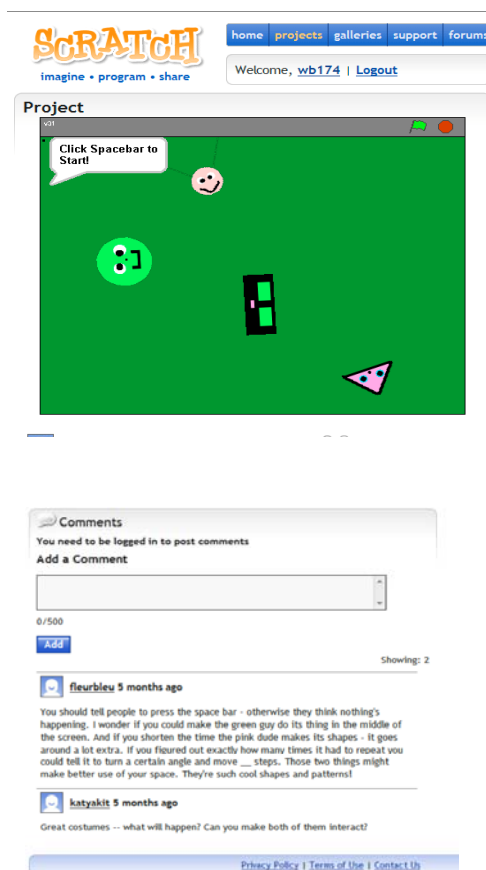 SCRATCH
imagine • program • share
home projects galleries support forums
Welcome, wb174 | Logout
Project
v31
Click Spacebar to
Start!
Comments
You need to be logged in to post comments
Add a Comment
0/500
Add
Showing: 2
fleurbleu 5 months ago
You should tell people to press the space bar - otherwise they think nothing's
happening. I wonder if you could make the green guy do its thing in the middle of
the screen. And if you shorten the time the pink dude makes its shapes - it goes
around a lot extra. If you figured out exactly how many times it had to repeat you
could tell it to turn a certain angle and move __ steps. Those two things might
make better use of your space. They're such cool shapes and patterns!
katyakit 5 months ago
Great costumes -- what will happen? Can you make both of them interact?
Privacy Policy | Terms of Use | Contact Us